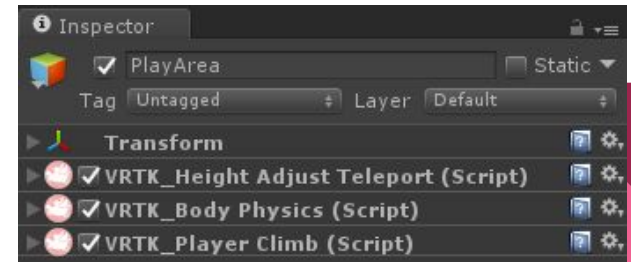 Inspector
PlayArea Static
Tag Untagged Layer Default
Transform
VRTK_Height Adjust Teleport (Script)
VRTK_Body Physics (Script)
VRTK_Player Climb (Script)